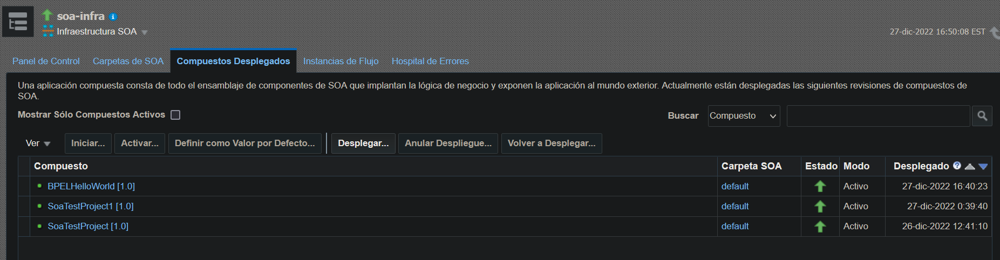 soa-infra
Infraestructura SOA
27-dic-2022 16:50:08 EST
Panel de Control Carpetas de SOA Compuestos Desplegados Instancias de Flujo Hospital de Errores
Una aplicación compuesta consta de todo el ensamblaje de componentes de SOA que implantan la lógica de negocio y exponen la aplicación al mundo exterior. Actualmente están desplegadas las siguientes revisiones de compuestos de
SOA.
Mostrar Sólo Compuestos Activos Buscar Compuesto
Ver Iniciar... Activar... Definir como Valor por Defecto... Desplegar... Anular Despliegue... Volver a Desplegar...
Compuesto Carpeta SOA Estado Modo Desplegado
BPELHelloWorld [1.0] default Activo 27-dic-2022 16:40:23
SoaTestProject1 [1.0] default Activo 27-dic-2022 0:39:40
SoaTestProject [1.0] default Activo 26-dic-2022 12:41:10